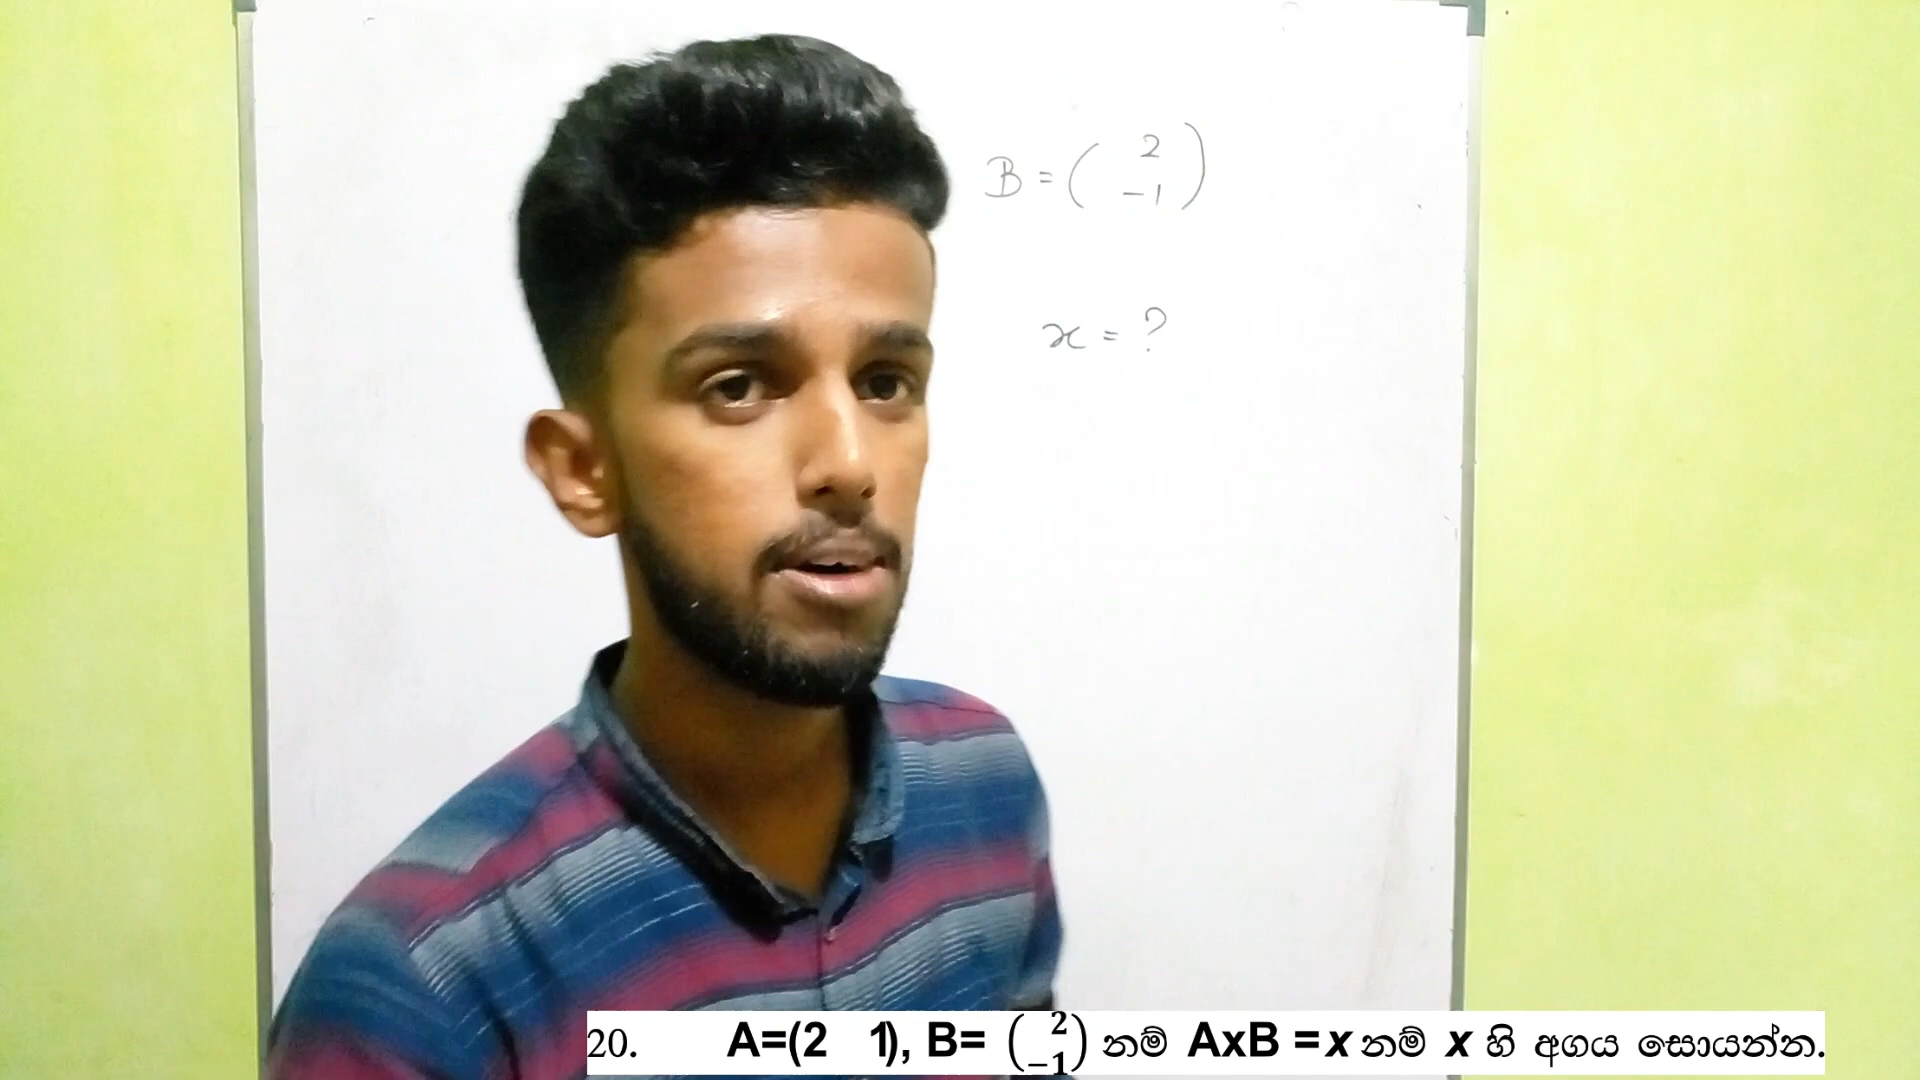 B = ( 2
-1 )
x = ?
20. A=(2 1), B= ( 2
-1 ) නම් AxB = x නම් x හි අගය සොයන්න.